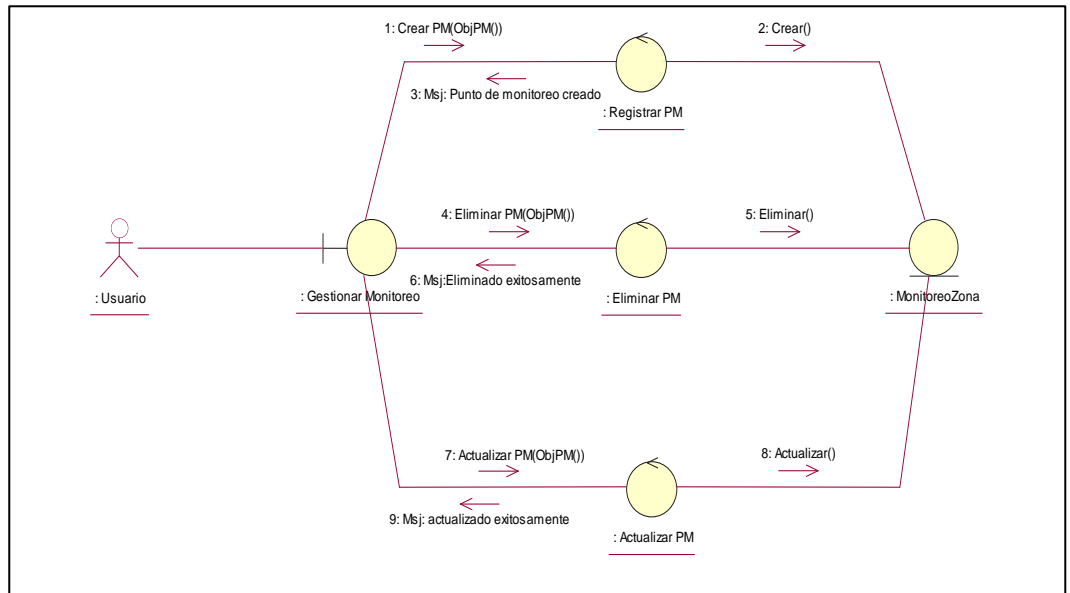 1: Crear PM(ObjPM())
2: Crear()
3: Msj: Punto de monitoreo creado
: Registrar PM
4: Eliminar PM(ObjPM())
5: Eliminar()
6: Msj:Eliminado exitosamente
: Usuario
: Gestionar Monitoreo
: Eliminar PM
: MonitoreoZona
7: Actualizar PM(ObjPM())
8: Actualizar()
9: Msj: actualizado exitosamente
: Actualizar PM